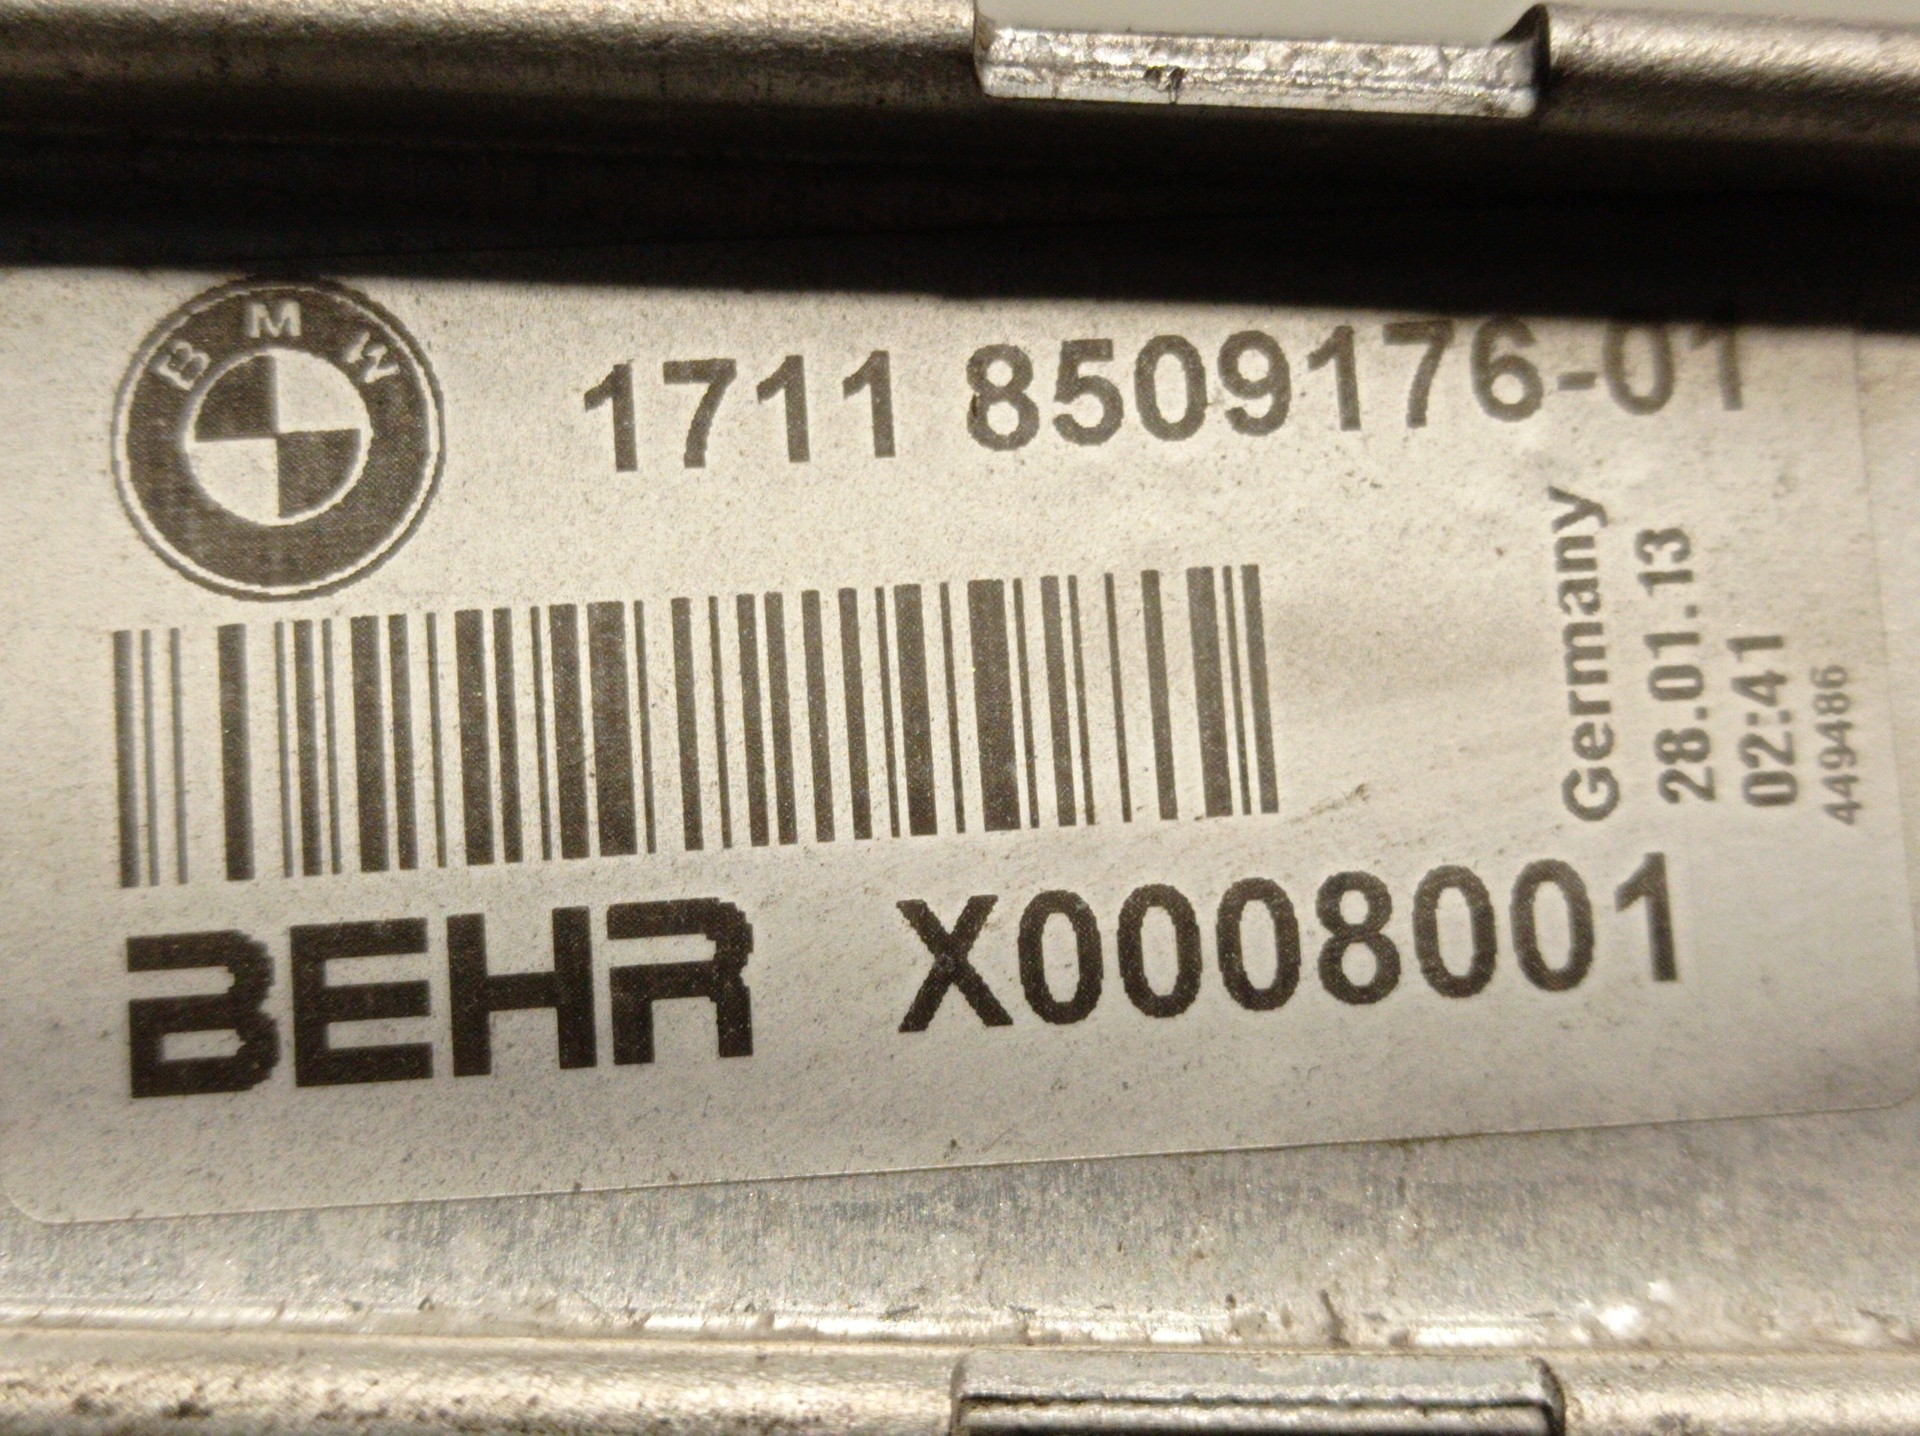 BMW
1711 8509176-01
Germany
28.01.13
02:41
449486
BEHR X0008001